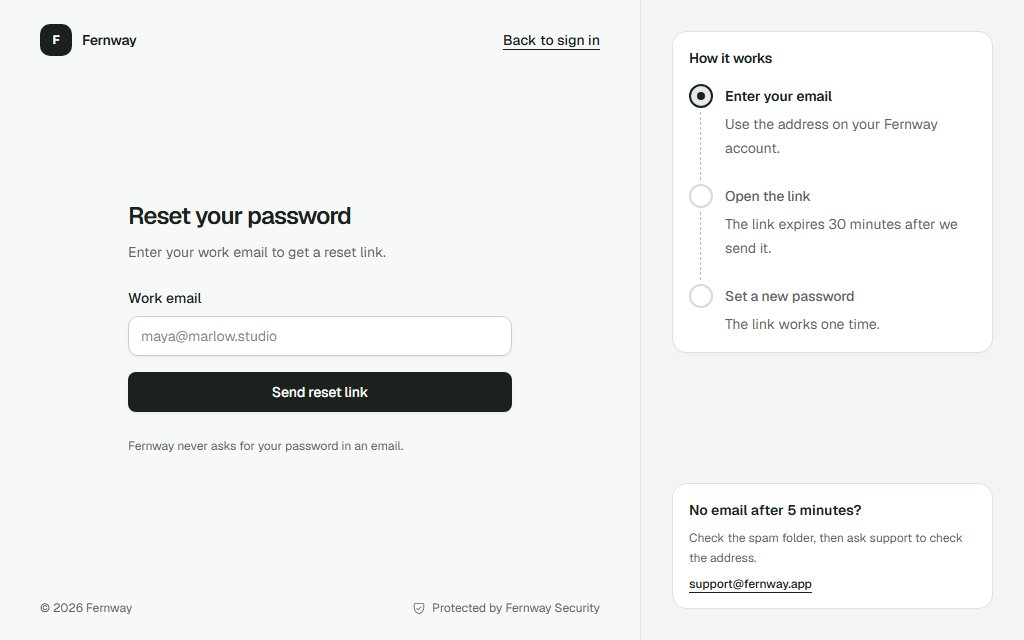 F
Fernway
Back to sign in
Reset your password
Enter your work email to get a reset link.
Work email
maya@marlow.studio
Send reset link
Fernway never asks for your password in an email.
© 2026 Fernway
Protected by Fernway Security
How it works
Enter your email
Use the address on your Fernway
account.
Open the link
The link expires 30 minutes after we
send it.
Set a new password
The link works one time.
No email after 5 minutes?
Check the spam folder, then ask support to check
the address.
support@fernway.app